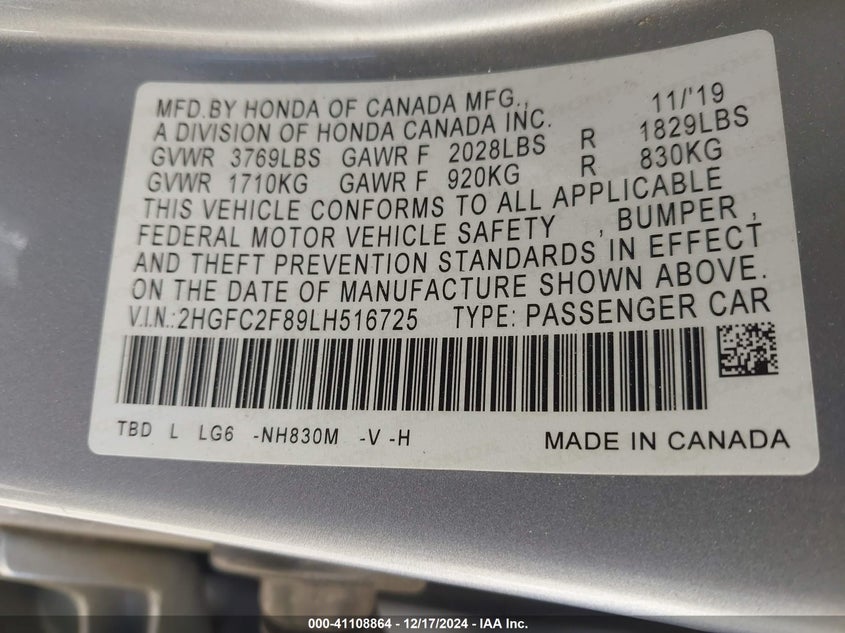 MFD.BY HONDA OF CANADA MFG., 11/'19
A DIVISION OF HONDA CANADA INC.
GVWR 3769LBS GAWR F 2028LBS R 1829LBS
GVWR 1710KG GAWR F 920KG R 830KG
THIS VEHICLE CONFORMS TO ALL APPLICABLE
FEDERAL MOTOR VEHICLE SAFETY , BUMPER ,
AND THEFT PREVENTION STANDARDS IN EFFECT
ON THE DATE OF MANUFACTURE SHOWN ABOVE.
V.I.N.:2HGFC2F89LH516725 TYPE: PASSENGER CAR
TBD L LG6 -NH830M -V -H MADE IN CANADA
000-41108864 - 12/17/2024 - IAA Inc.